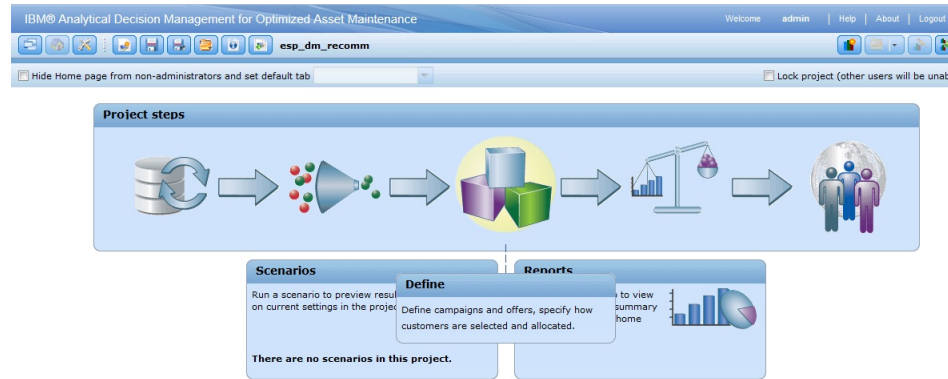 IBM® Analytical Decision Management for Optimized Asset Maintenance
Welcome admin | Help | About | Logout
esp_dm_recomm
Hide Home page from non-administrators and set default tab
Lock project (other users will be unab
Project steps
Scenarios
Reports
Define
Run a scenario to preview resul
on current settings in the projec
to view
summary
home
Define campaigns and offers, specify how
customers are selected and allocated.
There are no scenarios in this project.